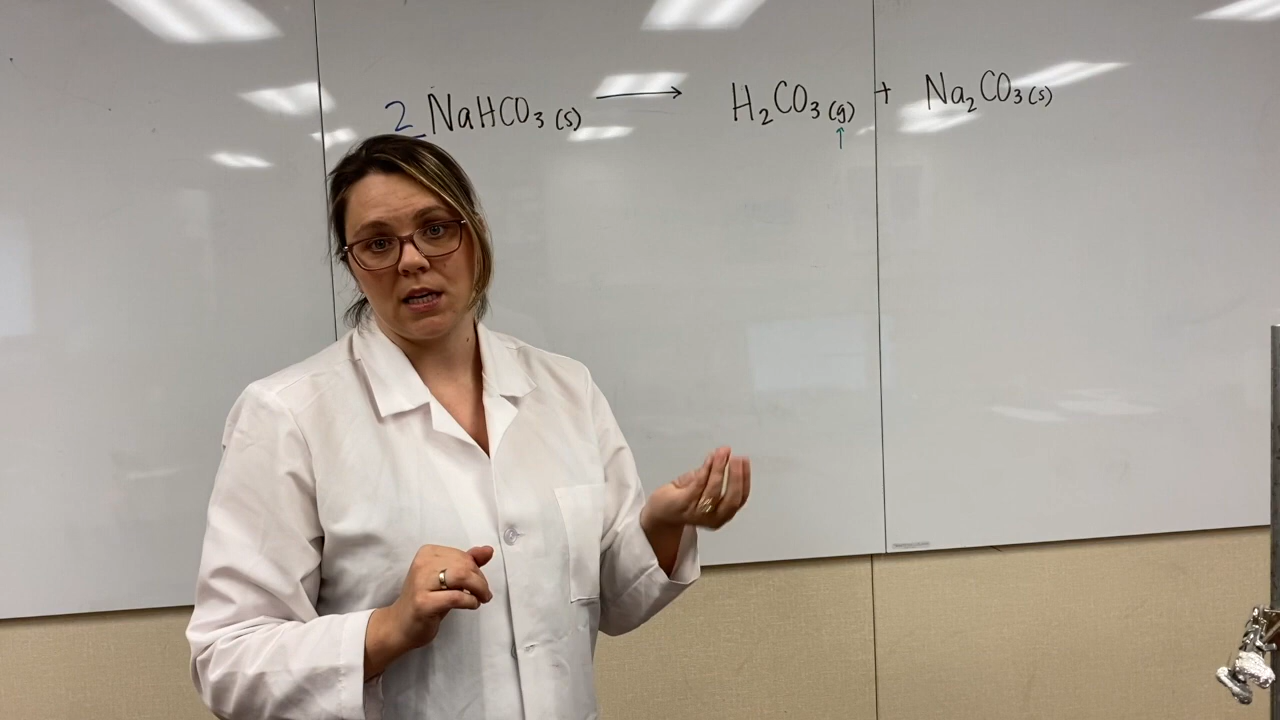 2 NaHCO₃ (s) ⟶ H₂CO₃ (g) + Na₂CO₃ (s)
↑